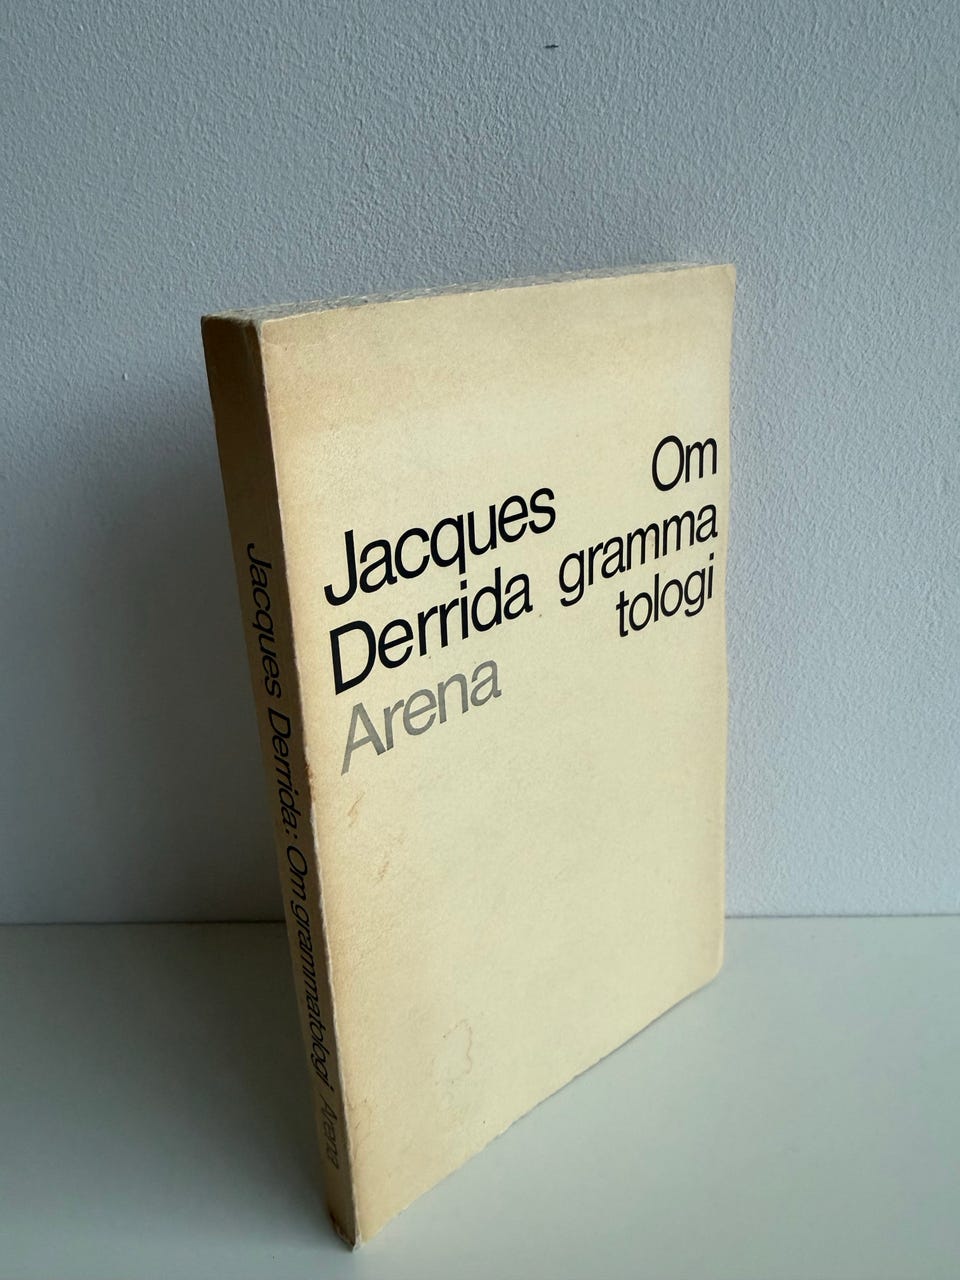 Jacques
Derrida
Arena
Om
gramma
tologi
Jacques Derrida: Om grammatologi Arena